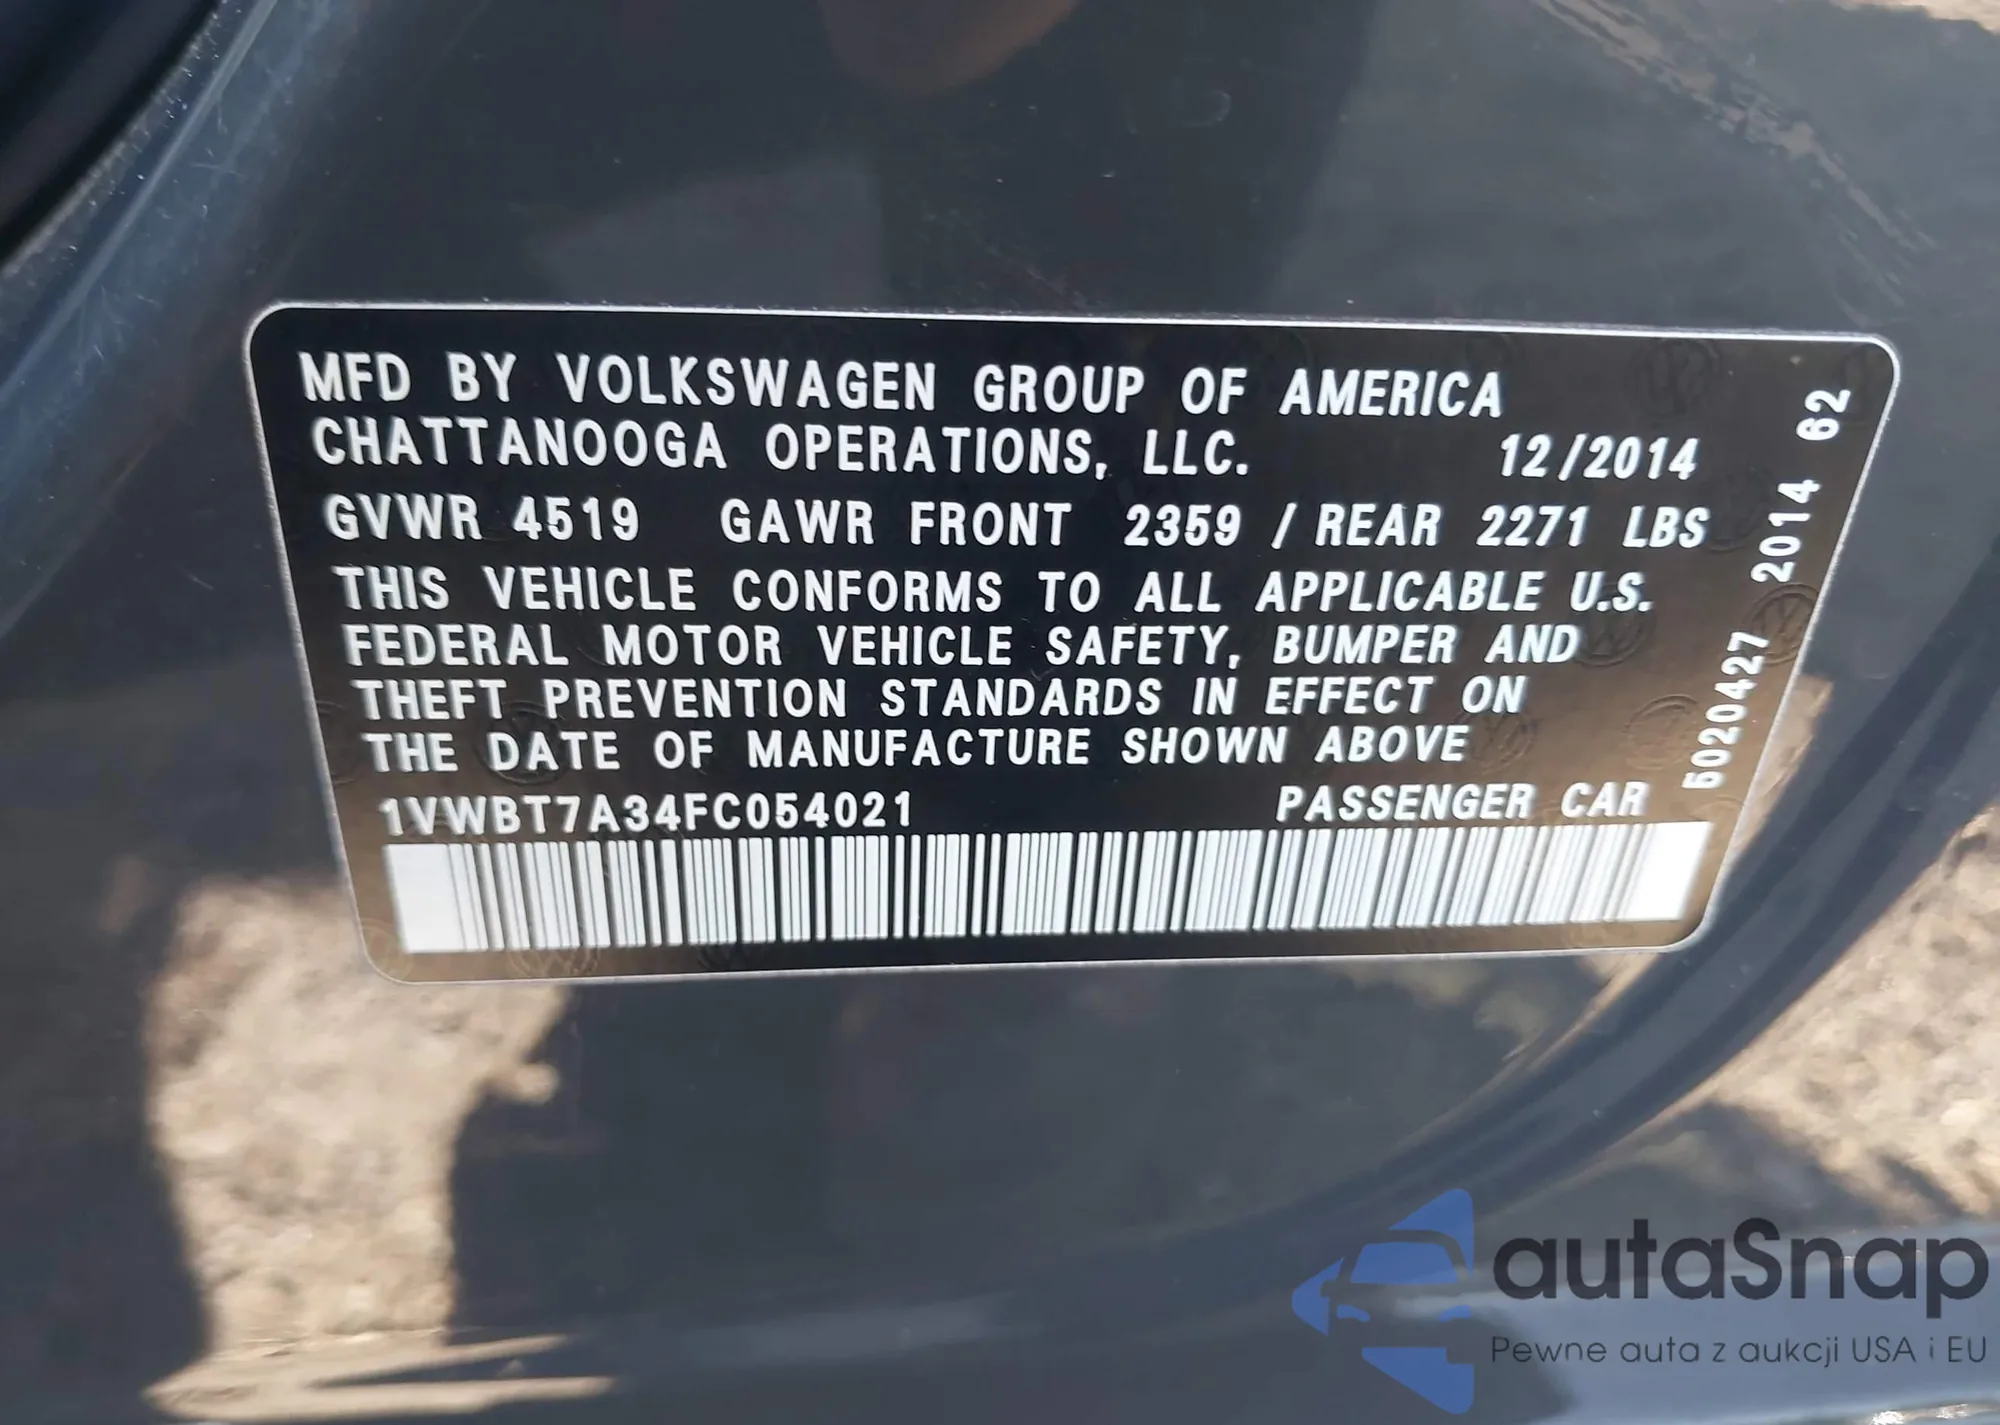 MFD BY VOLKSWAGEN GROUP OF AMERICA
CHATTANOOGA OPERATIONS, LLC. 12/2014
GVWR 4519 GAWR FRONT 2359 / REAR 2271 LBS
THIS VEHICLE CONFORMS TO ALL APPLICABLE U.S.
FEDERAL MOTOR VEHICLE SAFETY, BUMPER AND
THEFT PREVENTION STANDARDS IN EFFECT ON
THE DATE OF MANUFACTURE SHOWN ABOVE
1VWBT7A34FC054021 PASSENGER CAR
5020427 2014 62
autaSnap
Pewne auta z aukcji USA i EU